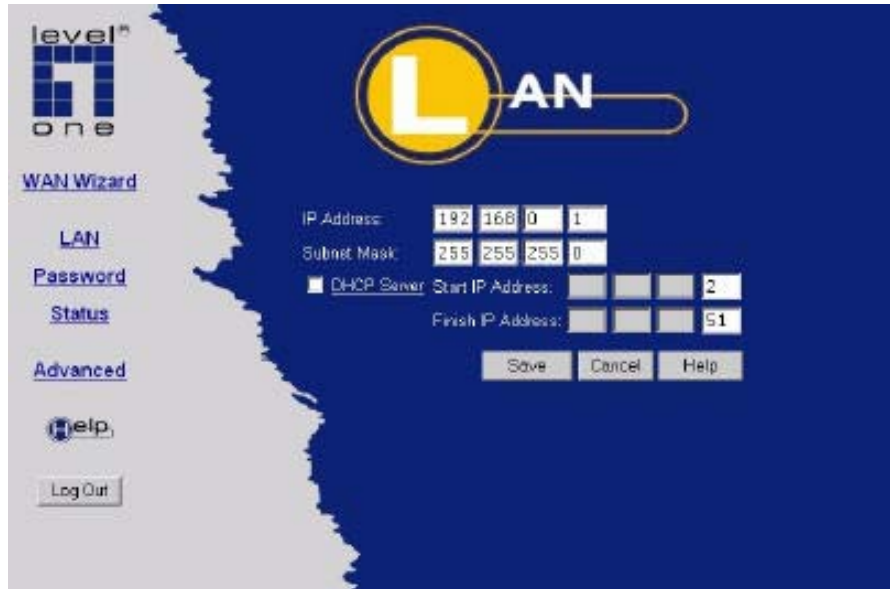 level®
one
WAN Wizard
LAN
Password
Status
Advanced
Help
Log Out
LAN
IP Address: 192 168 0 1
Subnet Mask: 255 255 255 0
DHCP Server Start IP Address: 2
Finish IP Address: 51
Save Cancel Help